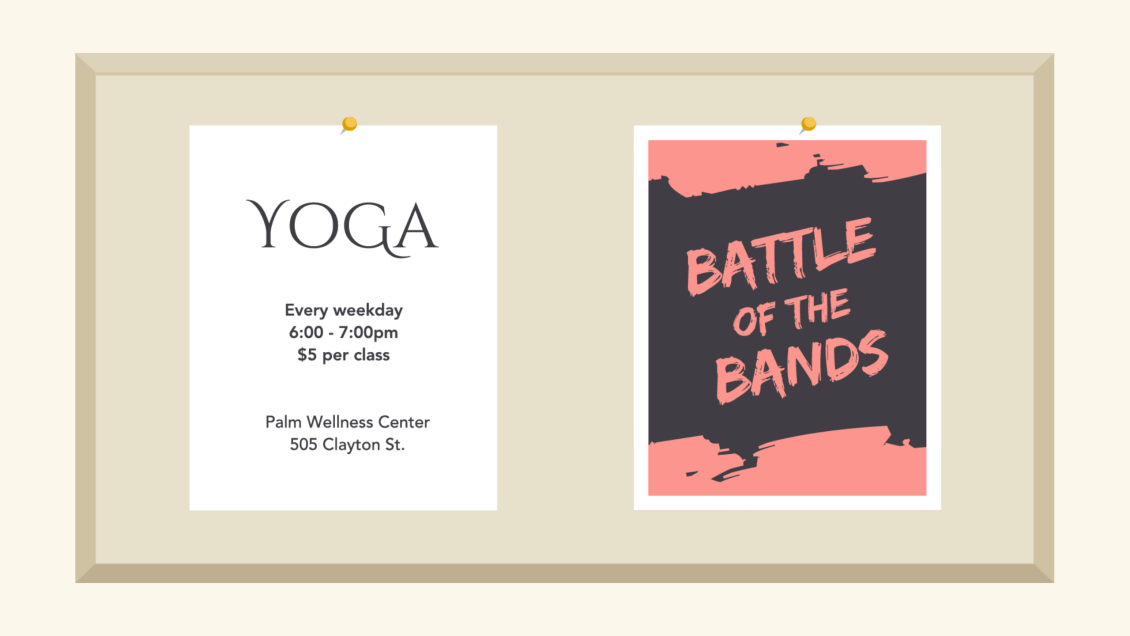 YOGA
Every weekday
6:00 - 7:00pm
$5 per class
Palm Wellness Center
505 Clayton St.
BATTLE
OF THE
BANDS